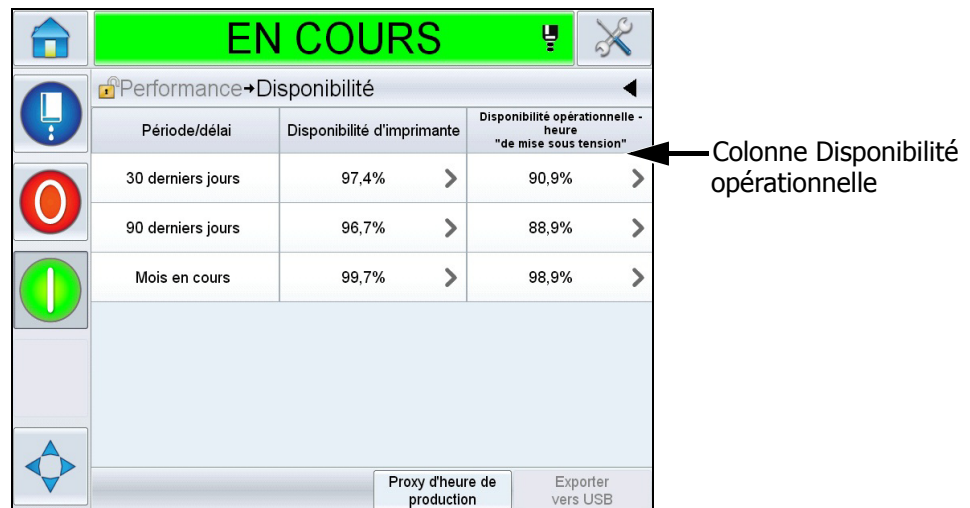 EN COURS
Performance→Disponibilité
Période/délai
Disponibilité d'imprimante
Disponibilité opérationnelle -
heure
"de mise sous tension"
30 derniers jours
97,4%
90,9%
90 derniers jours
96,7%
88,9%
Mois en cours
99,7%
98,9%
Proxy d'heure de
production
Exporter
vers USB
Colonne Disponibilité
opérationnelle